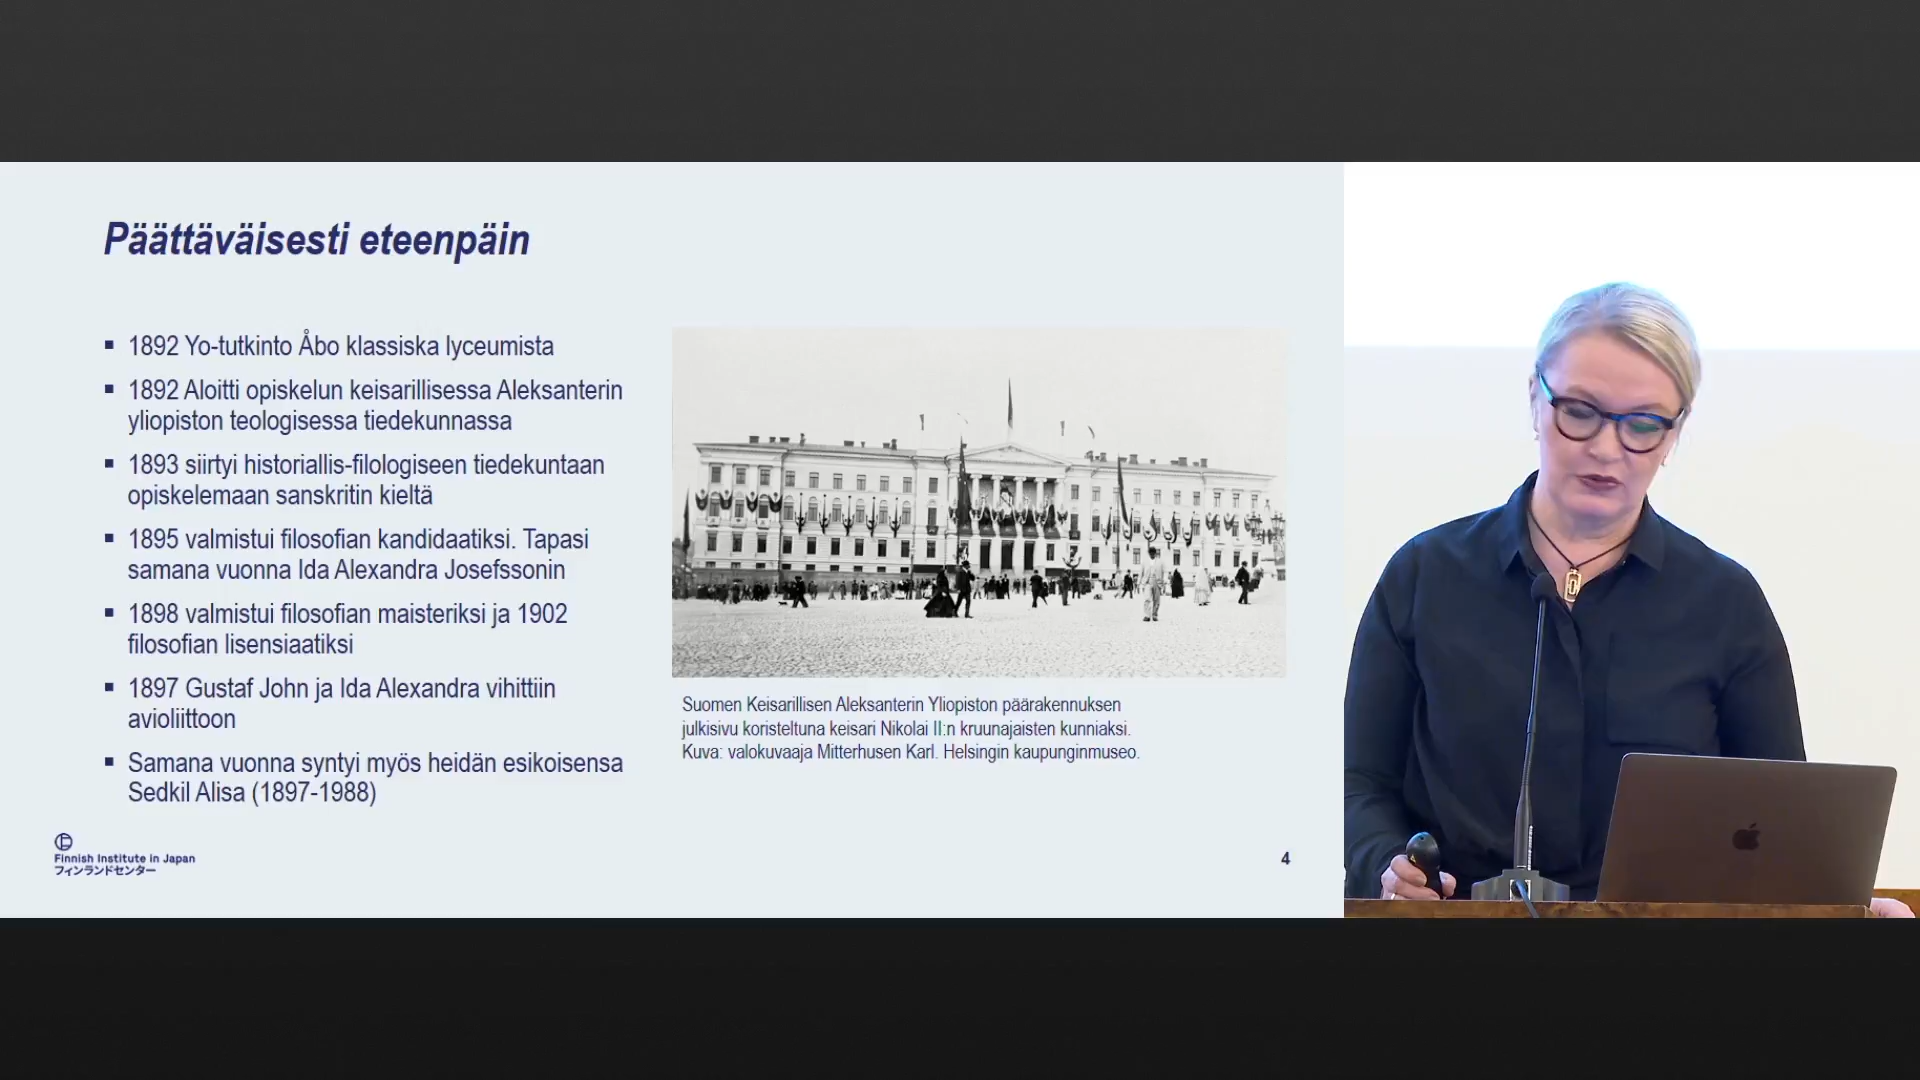 Päättäväisesti eteenpäin
▪ 1892 Yo-tutkinto Åbo klassiska lyceumista
▪ 1892 Aloitti opiskelun keisarillisessa Aleksanterin
yliopiston teologisessa tiedekunnassa
▪ 1893 siirtyi historiallis-filologiseen tiedekuntaan
opiskelemaan sanskritin kieltä
▪ 1895 valmistui filosofian kandidaatiksi. Tapasi
samana vuonna Ida Alexandra Josefssonin
▪ 1898 valmistui filosofian maisteriksi ja 1902
filosofian lisensiaatiksi
▪ 1897 Gustaf John ja Ida Alexandra vihittiin
avioliittoon
▪ Samana vuonna syntyi myös heidän esikoisensa
Sedkil Alisa (1897-1988)
Suomen Keisarillisen Aleksanterin Yliopiston päärakennuksen
julkisivu koristeltuna keisari Nikolai II:n kruunajaisten kunniaksi.
Kuva: valokuvaaja Mitterhusen Karl. Helsingin kaupunginmuseo.
Finnish Institute in Japan
フィンランドセンター
4